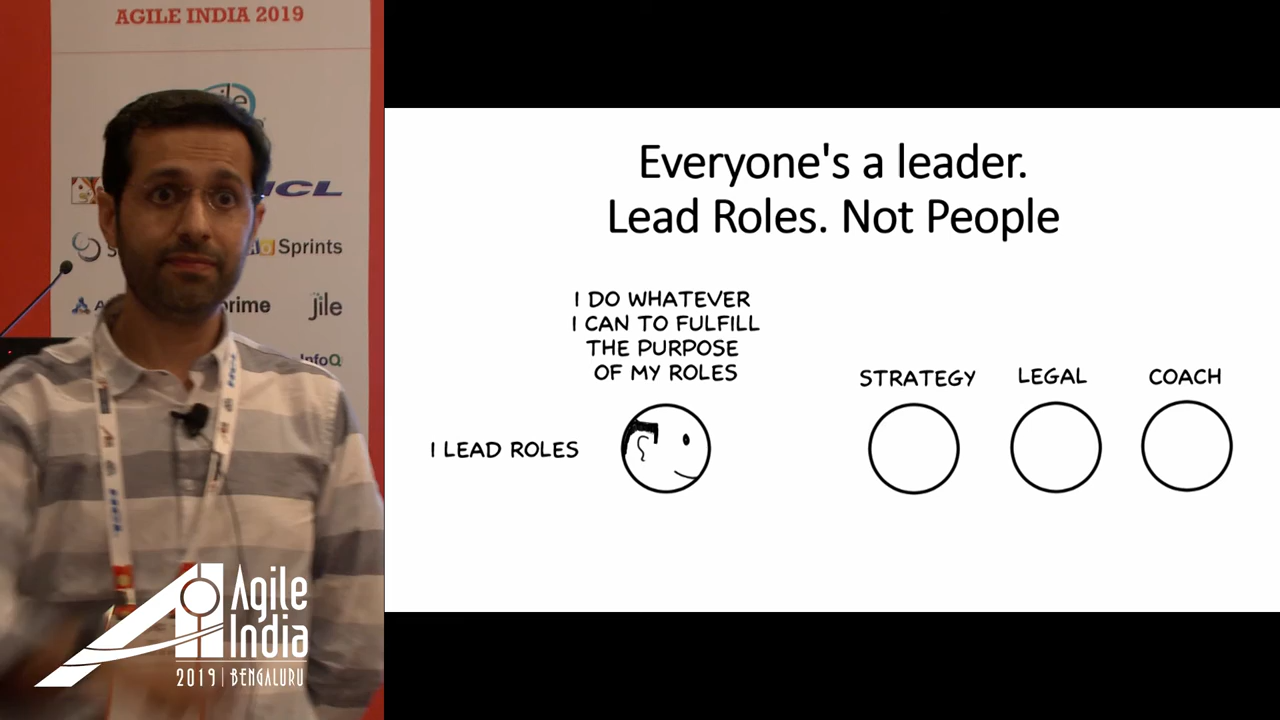 AGILE INDIA 2019
Sprints
prime
Jile
InfoQ
Agile
India
2019 | BENGALURU
Everyone's a leader.
Lead Roles. Not People
I DO WHATEVER
I CAN TO FULFILL
THE PURPOSE
OF MY ROLES
I LEAD ROLES
STRATEGY
LEGAL
COACH